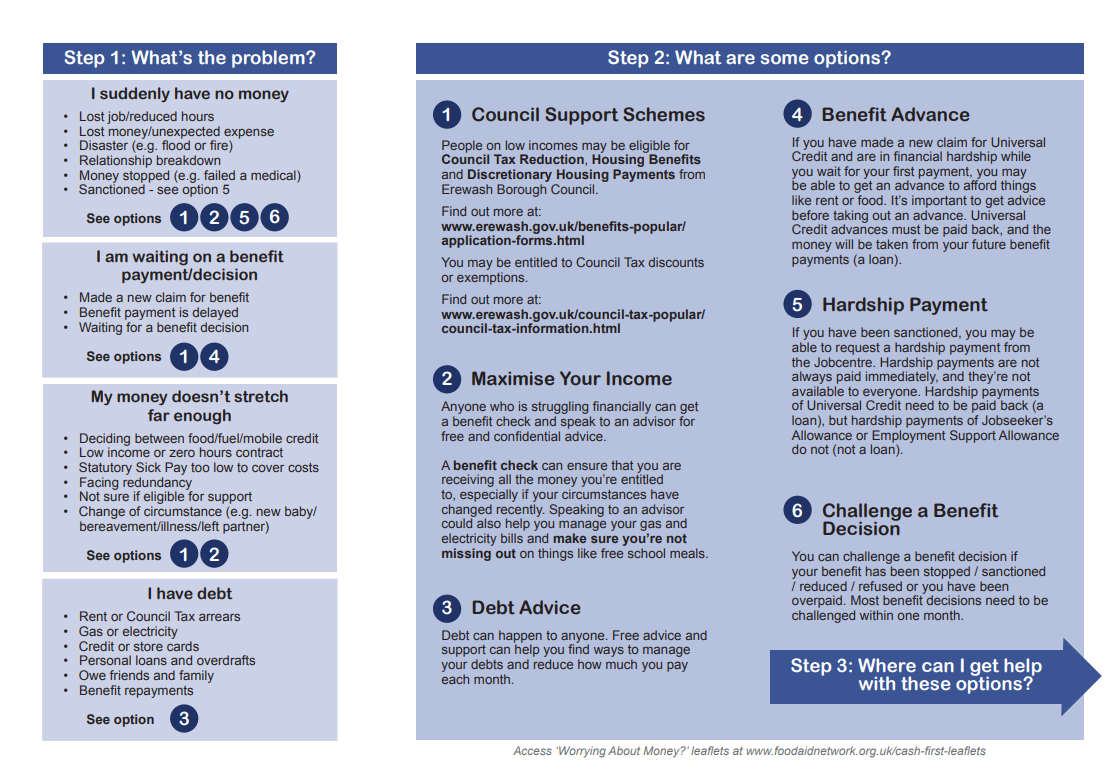 Step 1: What's the problem?
I suddenly have no money
• Lost job/reduced hours
• Lost money/unexpected expense
• Disaster (e.g. flood or fire)
• Relationship breakdown
• Money stopped (e.g. failed a medical)
• Sanctioned - see option 5
See options 1 2 5 6
I am waiting on a benefit
payment/decision
• Made a new claim for benefit
• Benefit payment is delayed
• Waiting for a benefit decision
See options 1 4
My money doesn't stretch
far enough
• Deciding between food/fuel/mobile credit
• Low income or zero hours contract
• Statutory Sick Pay too low to cover costs
• Facing redundancy
• Not sure if eligible for support
• Change of circumstance (e.g. new baby/
bereavement/illness/left partner)
See options 1 2
I have debt
• Rent or Council Tax arrears
• Gas or electricity
• Credit or store cards
• Personal loans and overdrafts
• Owe friends and family
• Benefit repayments
See option 3
Step 2: What are some options?
1 Council Support Schemes
People on low incomes may be eligible for
Council Tax Reduction, Housing Benefits
and Discretionary Housing Payments from
Erewash Borough Council.
Find out more at:
www.erewash.gov.uk/benefits-popular/
application-forms.html
You may be entitled to Council Tax discounts
or exemptions.
Find out more at:
www.erewash.gov.uk/council-tax-popular/
council-tax-information.html
2 Maximise Your Income
Anyone who is struggling financially can get
a benefit check and speak to an advisor for
free and confidential advice.
A benefit check can ensure that you are
receiving all the money you're entitled
to, especially if your circumstances have
changed recently. Speaking to an advisor
could also help you manage your gas and
electricity bills and make sure you're not
missing out on things like free school meals.
3 Debt Advice
Debt can happen to anyone. Free advice and
support can help you find ways to manage
your debts and reduce how much you pay
each month.
4 Benefit Advance
If you have made a new claim for Universal
Credit and are in financial hardship while
you wait for your first payment, you may
be able to get an advance to afford things
like rent or food. It's important to get advice
before taking out an advance. Universal
Credit advances must be paid back, and the
money will be taken from your future benefit
payments (a loan).
5 Hardship Payment
If you have been sanctioned, you may be
able to request a hardship payment from
the Jobcentre. Hardship payments are not
always paid immediately, and they're not
available to everyone. Hardship payments
of Universal Credit need to be paid back (a
loan), but hardship payments of Jobseeker's
Allowance or Employment Support Allowance
do not (not a loan).
6 Challenge a Benefit
Decision
You can challenge a benefit decision if
your benefit has been stopped / sanctioned
/ reduced / refused or you have been
overpaid. Most benefit decisions need to be
challenged within one month.
Step 3: Where can I get help
with these options?
Access 'Worrying About Money?' leaflets at www.foodaidnetwork.org.uk/cash-first-leaflets